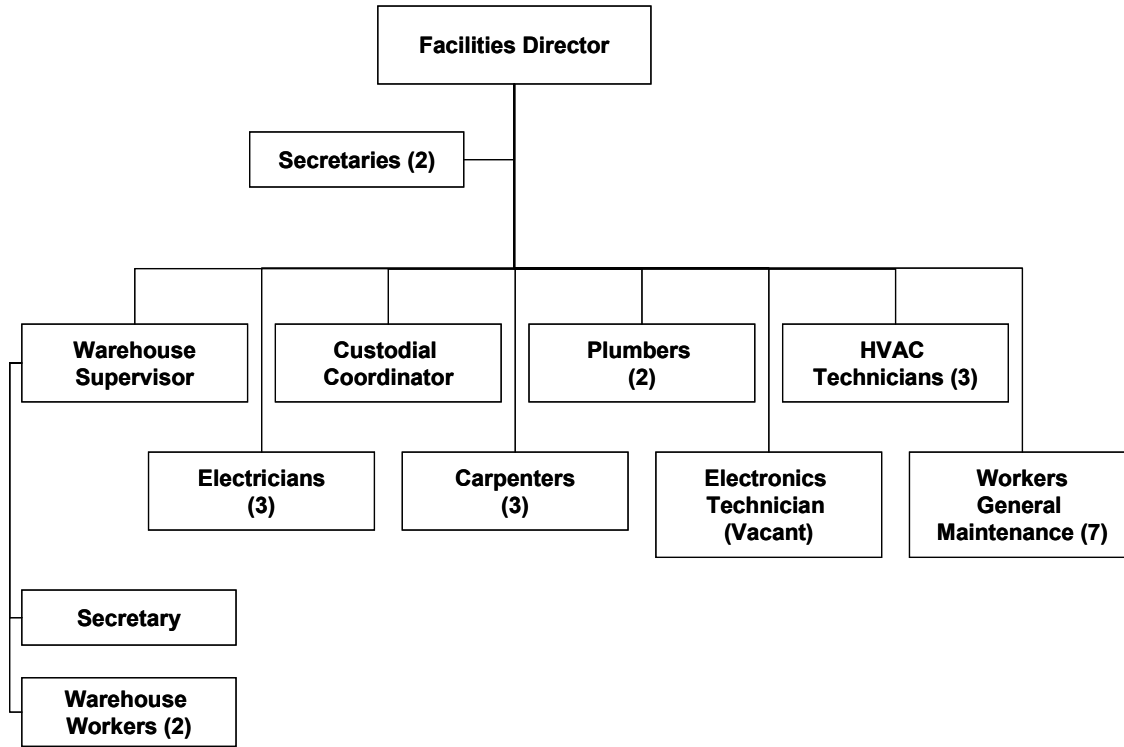 Facilities Director
Secretaries (2)
Warehouse
Supervisor
Custodial
Coordinator
Plumbers
(2)
HVAC
Technicians (3)
Electricians
(3)
Carpenters
(3)
Electronics
Technician
(Vacant)
Workers
General
Maintenance (7)
Secretary
Warehouse
Workers (2)